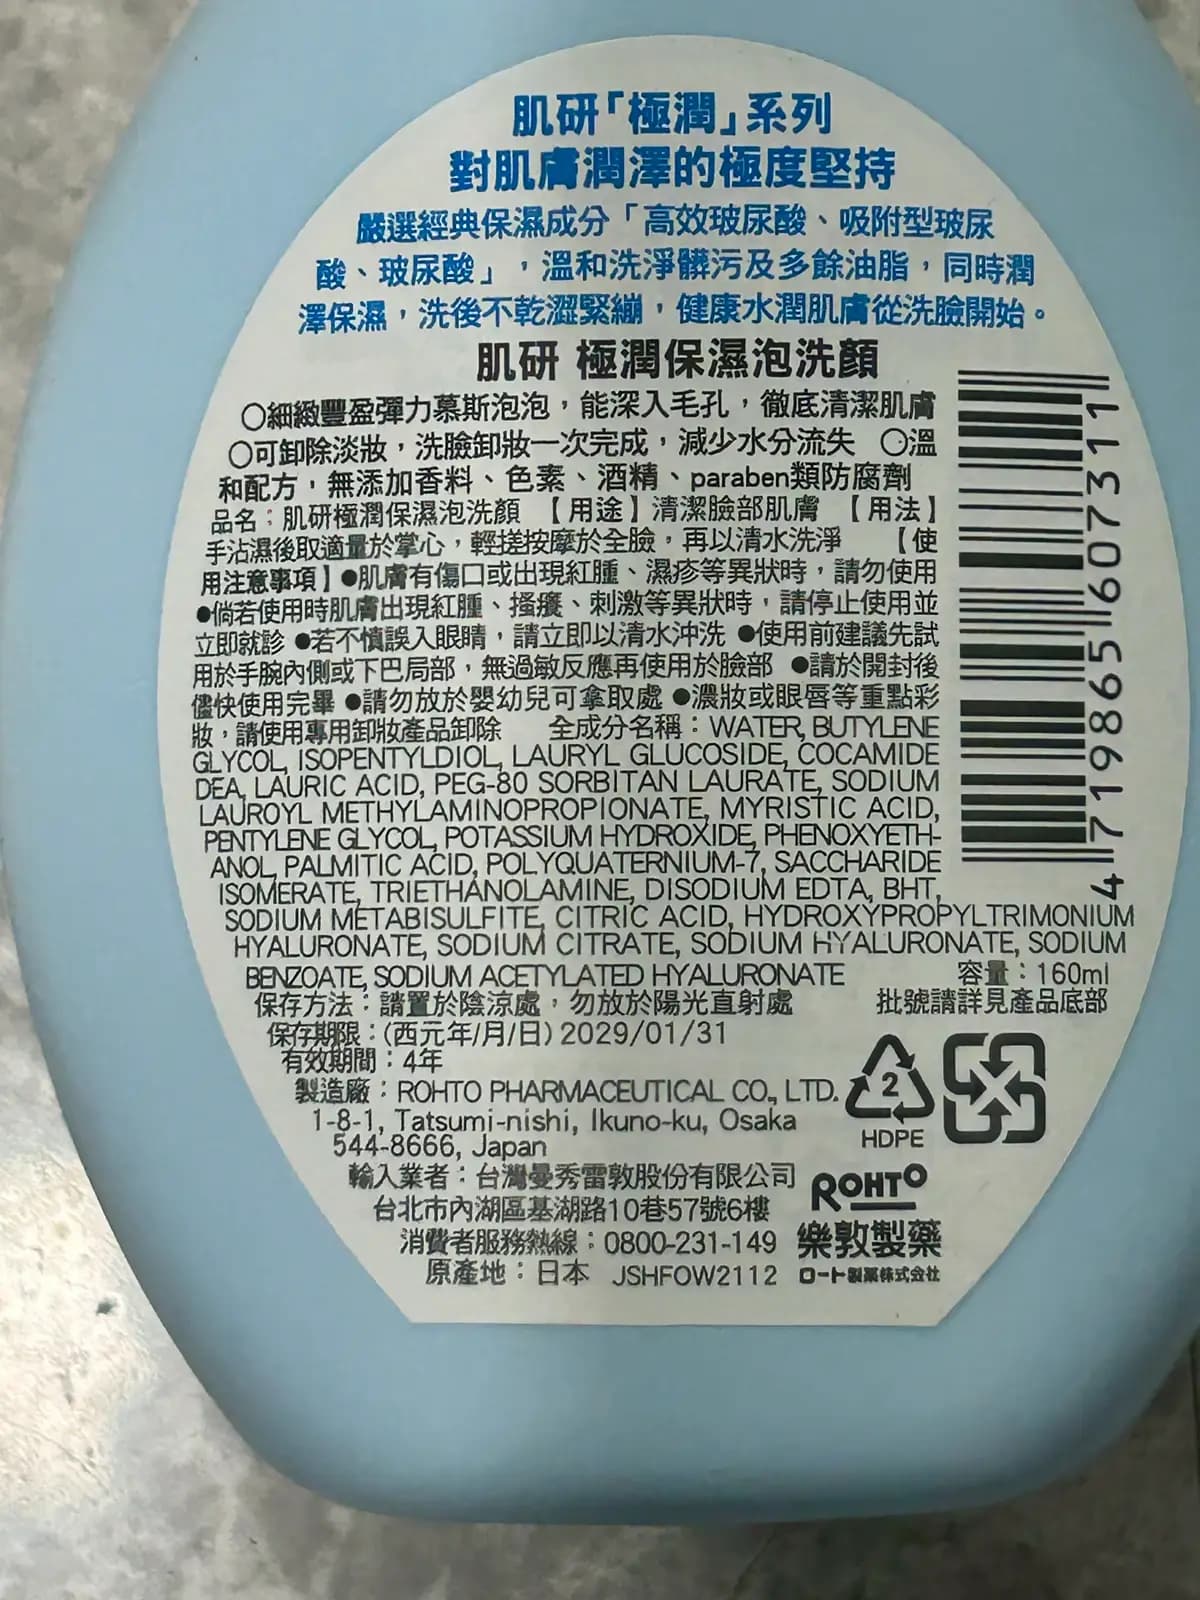 肌研「極潤」系列
對肌膚潤澤的極度堅持
嚴選經典保濕成分「高效玻尿酸、吸附型玻尿
酸、玻尿酸」，溫和洗淨髒污及多餘油脂，同時潤
澤保濕，洗後不乾澀緊繃，健康水潤肌膚從洗臉開始。
肌研 極潤保濕泡洗顏
○細緻豐盈彈力慕斯泡泡，能深入毛孔，徹底清潔肌膚
○可卸除淡妝，洗臉卸妝一次完成，減少水分流失 ○溫
和配方，無添加香料、色素、酒精、paraben類防腐劑
品名：肌研極潤保濕泡洗顏 【用途】清潔臉部肌膚 【用法】
手沾濕後取適量於掌心，輕搓按摩於全臉，再以清水洗淨 【使
用注意事項】●肌膚有傷口或出現紅腫、濕疹等異狀時，請勿使用
●倘若使用時肌膚出現紅腫、搔癢、刺激等異狀時，請停止使用並
立即就診 ●若不慎誤入眼睛，請立即以清水沖洗 ●使用前建議先試
用於手腕內側或下巴局部，無過敏反應再使用於臉部 ●請於開封後
儘快使用完畢 ●請勿放於嬰幼兒可拿取處 ●濃妝或眼唇等重點彩
妝，請使用專用卸妝產品卸除 全成分名稱：WATER, BUTYLENE
GLYCOL, ISOPENTYLDIOL, LAURYL GLUCOSIDE, COCAMIDE
DEA, LAURIC ACID, PEG-80 SORBITAN LAURATE, SODIUM
LAUROYL METHYLAMINOPROPIONATE, MYRISTIC ACID,
PENTYLENE GLYCOL, POTASSIUM HYDROXIDE, PHENOXYETH-
ANOL, PALMITIC ACID, POLYQUATERNIUM-7, SACCHARIDE
ISOMERATE, TRIETHANOLAMINE, DISODIUM EDTA, BHT,
SODIUM METABISULFITE, CITRIC ACID, HYDROXYPROPYLTRIMONIUM
HYALURONATE, SODIUM CITRATE, SODIUM HYALURONATE, SODIUM
BENZOATE, SODIUM ACETYLATED HYALURONATE 容量：160ml
保存方法：請置於陰涼處，勿放於陽光直射處 批號請詳見產品底部
保存期限：(西元年/月/日) 2029/01/31
有效期間：4年
製造廠：ROHTO PHARMACEUTICAL CO., LTD.
1-8-1, Tatsumi-nishi, Ikuno-ku, Osaka
544-8666, Japan
輸入業者：台灣曼秀雷敦股份有限公司
台北市內湖區基湖路10巷57號6樓
消費者服務熱線：0800-231-149
原產地：日本 JSHFOW2112
2
HDPE
ROHTO
樂敦製藥
ロート製薬株式会社
4 719865 607311